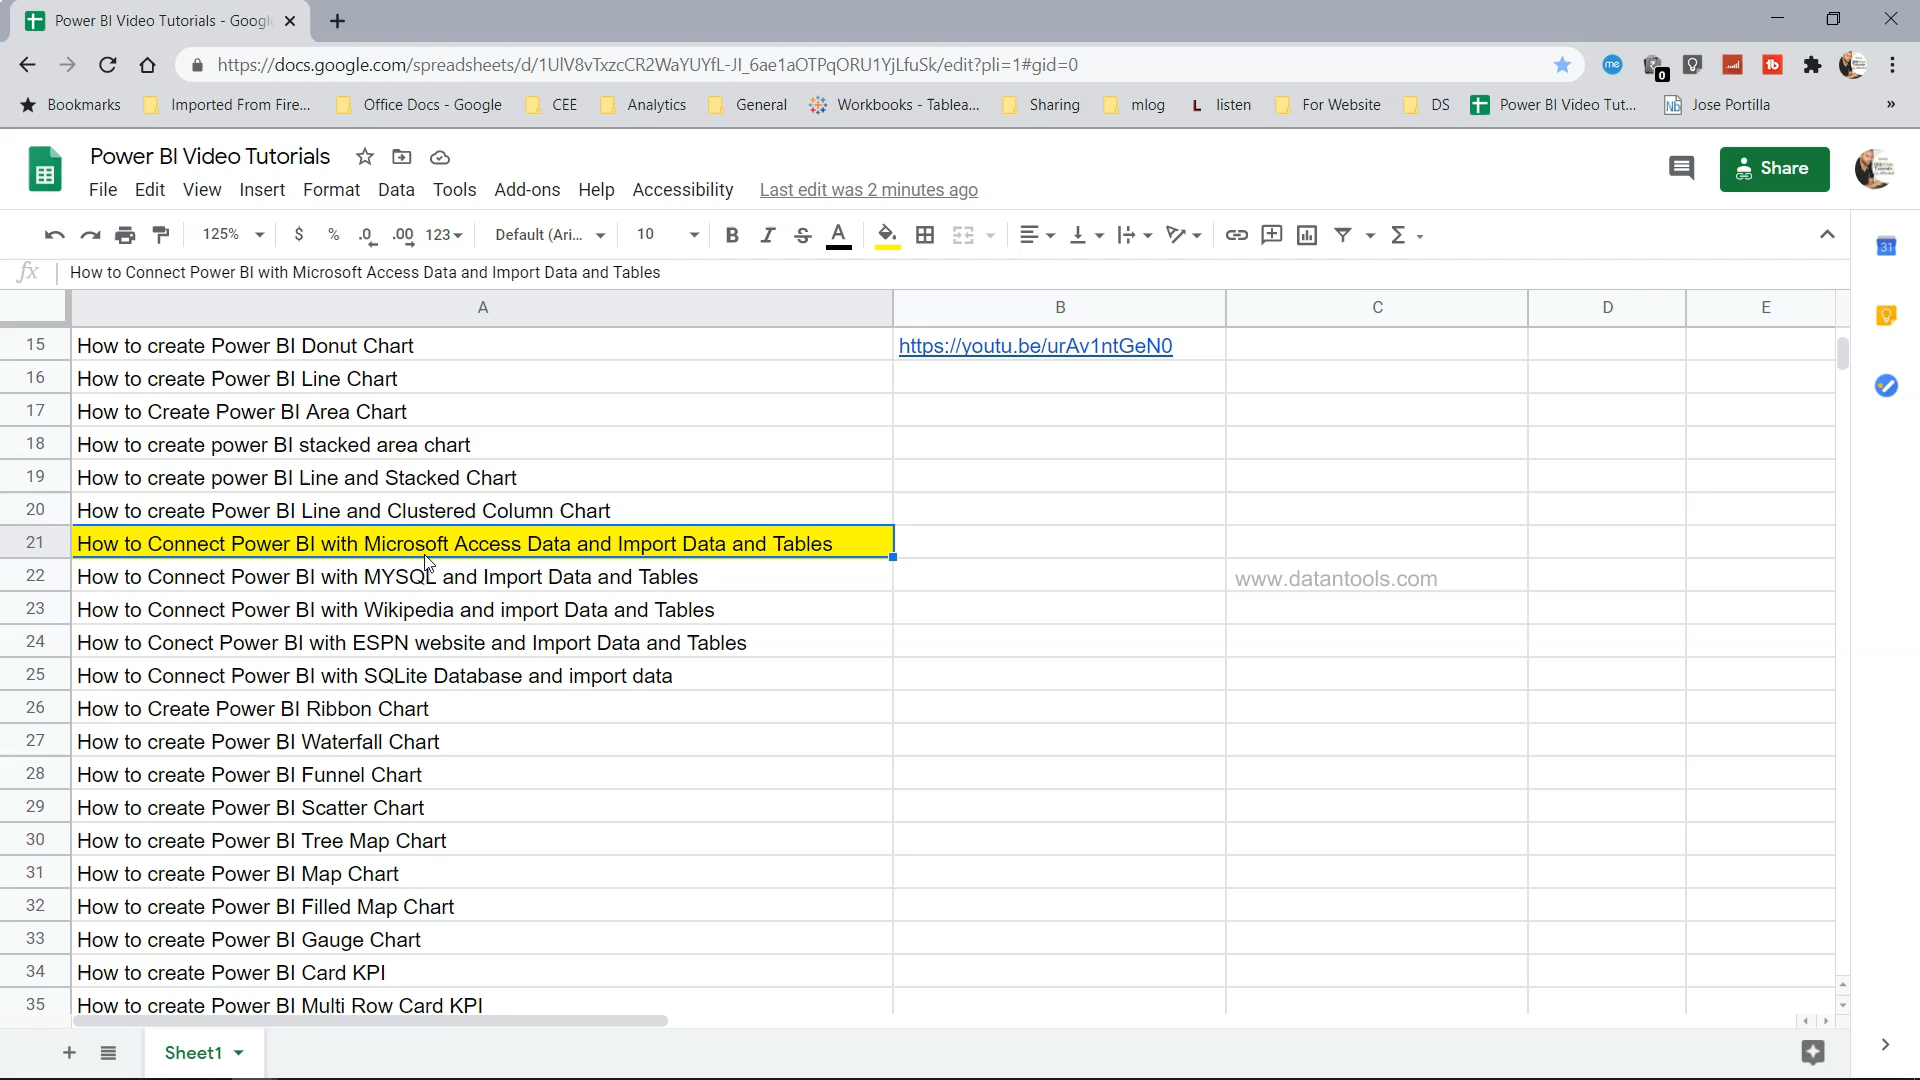 Power BI Video Tutorials - Googl
https://docs.google.com/spreadsheets/d/1UlV8vTxzcCR2WaYUYfL-JI_6ae1aOTPqORU1YjLfuSk/edit?pli=1#gid=0
me
0
tb
Bookmarks Imported From Fire... Office Docs - Google CEE Analytics General Workbooks - Tablea... Sharing mlog L listen For Website DS Power BI Video Tut... Nb Jose Portilla »
Power BI Video Tutorials
File Edit View Insert Format Data Tools Add-ons Help Accessibility Last edit was 2 minutes ago
Share
125% $ % .0 .00 123 Default (Ari... 10 B I S A Σ
31
fx How to Connect Power BI with Microsoft Access Data and Import Data and Tables
A B C D E
15 How to create Power BI Donut Chart https://youtu.be/urAv1ntGeN0
16 How to create Power BI Line Chart
17 How to Create Power BI Area Chart
18 How to create power BI stacked area chart
19 How to create power BI Line and Stacked Chart
20 How to create Power BI Line and Clustered Column Chart
21 How to Connect Power BI with Microsoft Access Data and Import Data and Tables
22 How to Connect Power BI with MYSQL and Import Data and Tables www.datantools.com
23 How to Connect Power BI with Wikipedia and import Data and Tables
24 How to Conect Power BI with ESPN website and Import Data and Tables
25 How to Connect Power BI with SQLite Database and import data
26 How to Create Power BI Ribbon Chart
27 How to create Power BI Waterfall Chart
28 How to create Power BI Funnel Chart
29 How to create Power BI Scatter Chart
30 How to create Power BI Tree Map Chart
31 How to create Power BI Map Chart
32 How to create Power BI Filled Map Chart
33 How to create Power BI Gauge Chart
34 How to create Power BI Card KPI
35 How to create Power BI Multi Row Card KPI
Sheet1